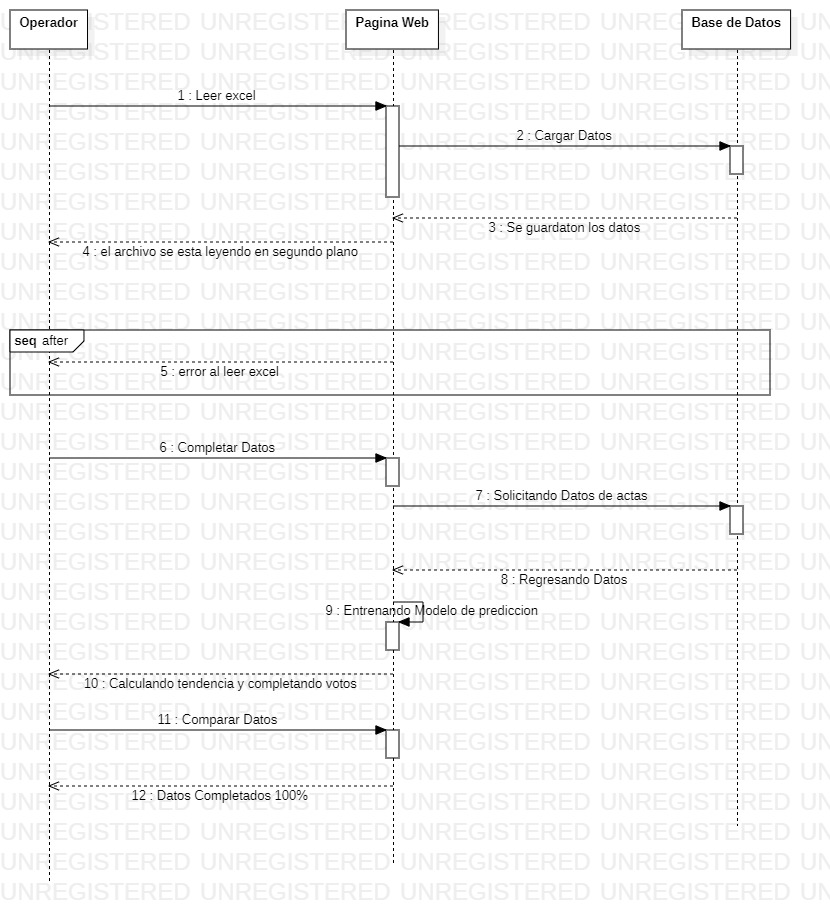 Operador
Pagina Web
Base de Datos
1 : Leer excel
2 : Cargar Datos
3 : Se guardaton los datos
4 : el archivo se esta leyendo en segundo plano
seq after
5 : error al leer excel
6 : Completar Datos
7 : Solicitando Datos de actas
8 : Regresando Datos
9 : Entrenando Modelo de prediccion
10 : Calculando tendencia y completando votos
11 : Comparar Datos
12 : Datos Completados 100%
UNREGISTERED